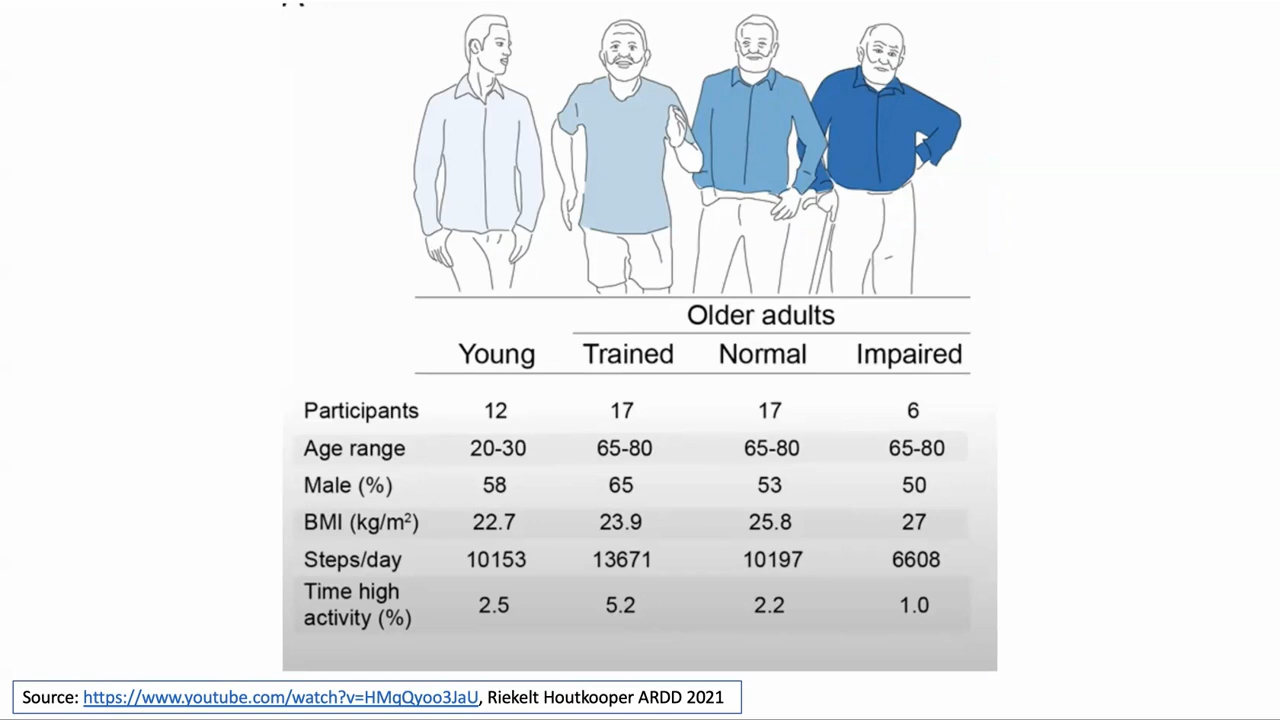 Older adults
Young Trained Normal Impaired
Participants 12 17 17 6
Age range 20-30 65-80 65-80 65-80
Male (%) 58 65 53 50
BMI (kg/m²) 22.7 23.9 25.8 27
Steps/day 10153 13671 10197 6608
Time high
activity (%) 2.5 5.2 2.2 1.0
Source: https://www.youtube.com/watch?v=HMqQyoo3JaU, Riekelt Houtkooper ARDD 2021